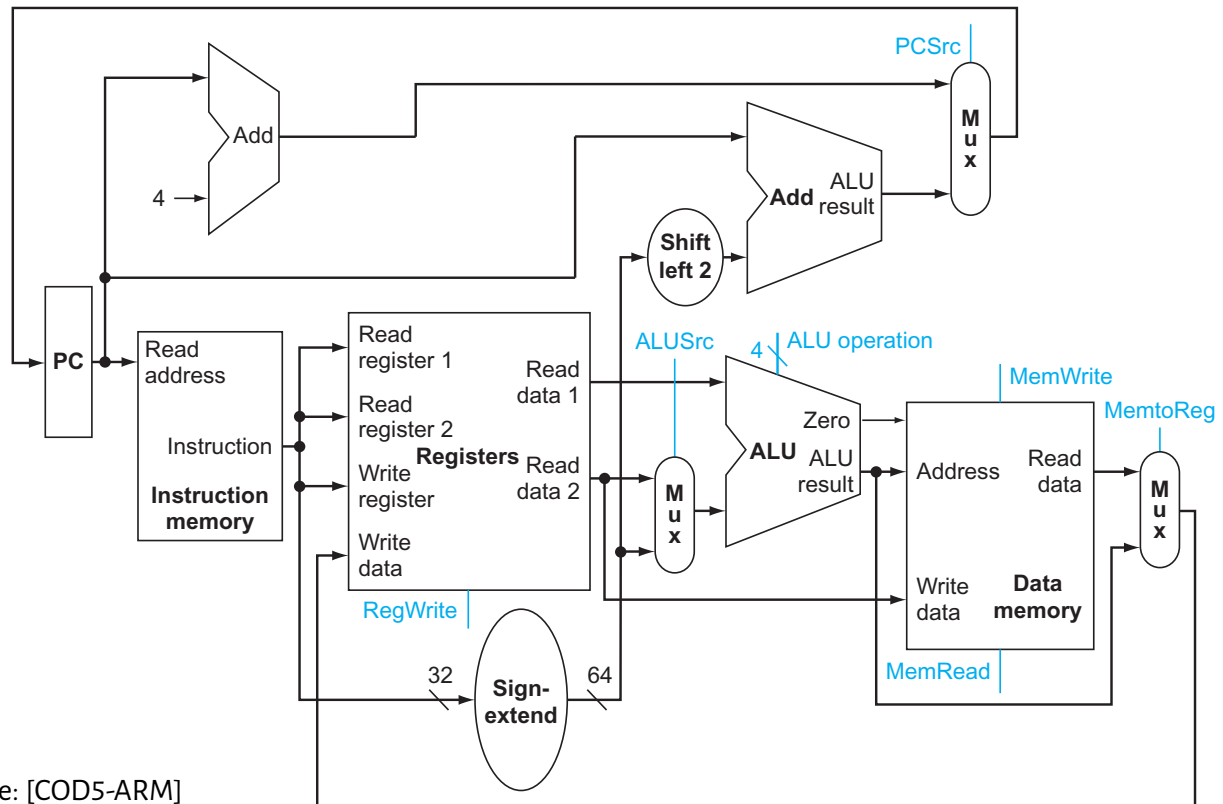 PCSrc
Add
4
M
u
x
Add
ALU
result
Shift
left 2
PC
Read
address
Instruction
Instruction
memory
Read
register 1
Read
register 2
Write
register
Write
data
Registers
Read
data 1
Read
data 2
RegWrite
ALUSrc
M
u
x
4
ALU operation
Zero
ALU
ALU
result
MemWrite
Address
Read
data
Write
data
Data
memory
MemRead
MemtoReg
M
u
x
32
Sign-
extend
64
e: [COD5-ARM]